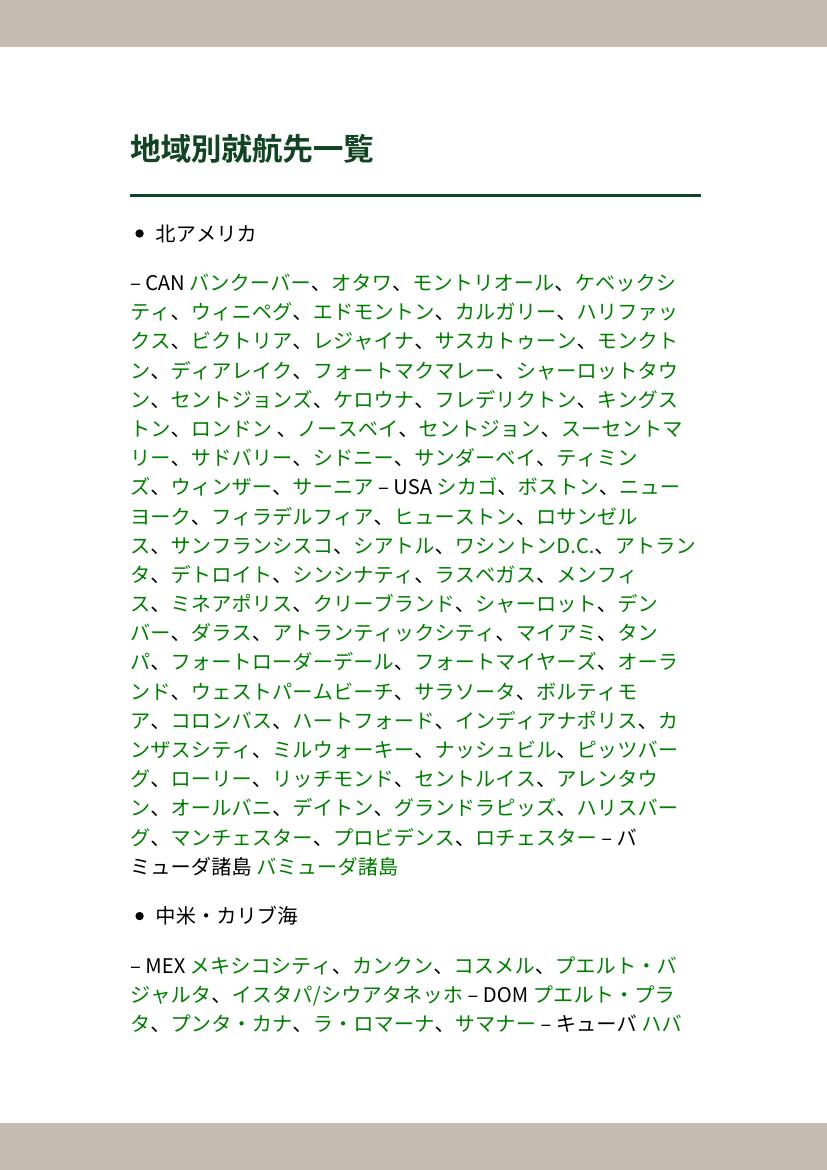 地域別就航先一覧
• 北アメリカ
– CAN バンクーバー、オタワ、モントリオール、ケベックシ
ティ、ウィニペグ、エドモントン、カルガリー、ハリファッ
クス、ビクトリア、レジャイナ、サスカトゥーン、モンクト
ン、ディアレイク、フォートマクマレー、シャーロットタウ
ン、セントジョンズ、ケロウナ、フレデリクトン、キングス
トン、ロンドン 、ノースベイ、セントジョン、スーセントマ
リー、サドバリー、シドニー、サンダーベイ、ティミン
ズ、ウィンザー、サーニア – USA シカゴ、ボストン、ニュー
ヨーク、フィラデルフィア、ヒューストン、ロサンゼル
ス、サンフランシスコ、シアトル、ワシントンD.C.、アトラン
タ、デトロイト、シンシナティ、ラスベガス、メンフィ
ス、ミネアポリス、クリーブランド、シャーロット、デン
バー、ダラス、アトランティックシティ、マイアミ、タン
パ、フォートローダーデール、フォートマイヤーズ、オーラ
ンド、ウェストパームビーチ、サラソータ、ボルティモ
ア、コロンバス、ハートフォード、インディアナポリス、カ
ンザスシティ、ミルウォーキー、ナッシュビル、ピッツバー
グ、ローリー、リッチモンド、セントルイス、アレンタウ
ン、オールバニ、デイトン、グランドラピッズ、ハリスバー
グ、マンチェスター、プロビデンス、ロチェスター – バ
ミューダ諸島 バミューダ諸島
• 中米・カリブ海
– MEX メキシコシティ、カンクン、コスメル、プエルト・バ
ジャルタ、イスタパ/シウアタネッホ – DOM プエルト・プラ
タ、プンタ・カナ、ラ・ロマーナ、サマナー – キューバ ハバ